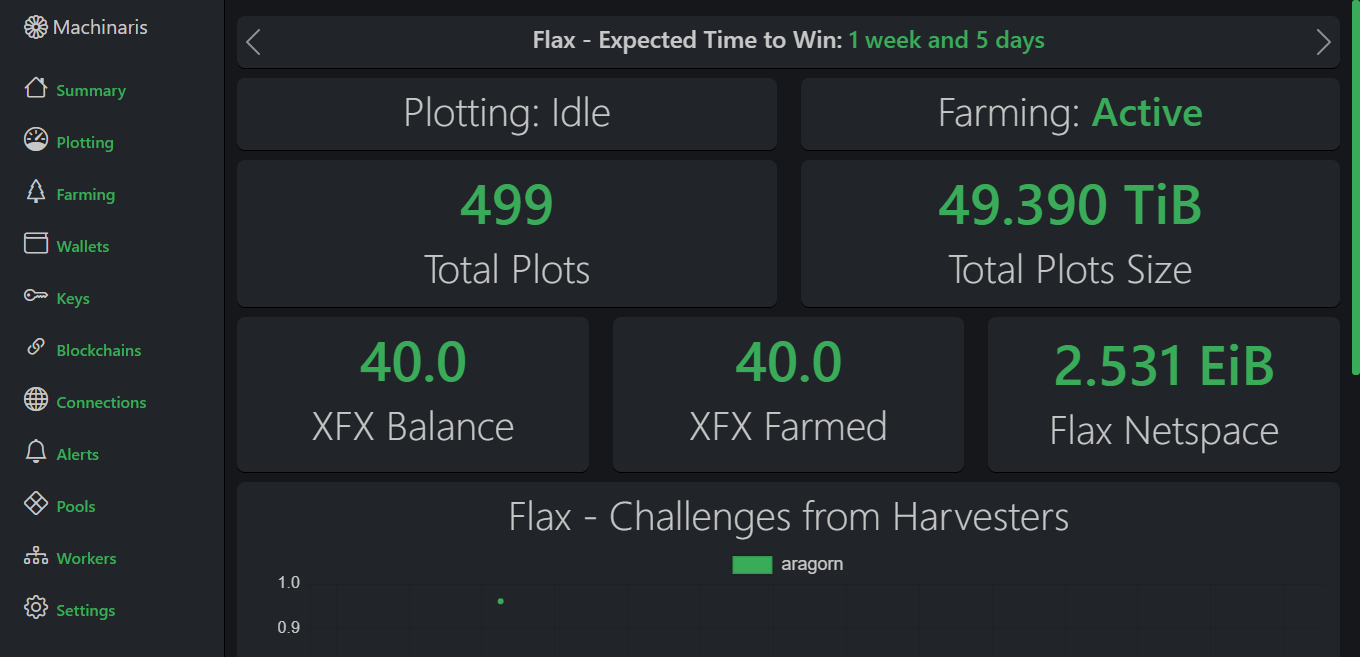 Machinaris
Summary
Plotting
Farming
Wallets
Keys
Blockchains
Connections
Alerts
Pools
Workers
Settings
Flax - Expected Time to Win: 1 week and 5 days
Plotting: Idle
Farming: Active
499
Total Plots
49.390 TiB
Total Plots Size
40.0
XFX Balance
40.0
XFX Farmed
2.531 EiB
Flax Netspace
Flax - Challenges from Harvesters
aragorn
1.0
0.9